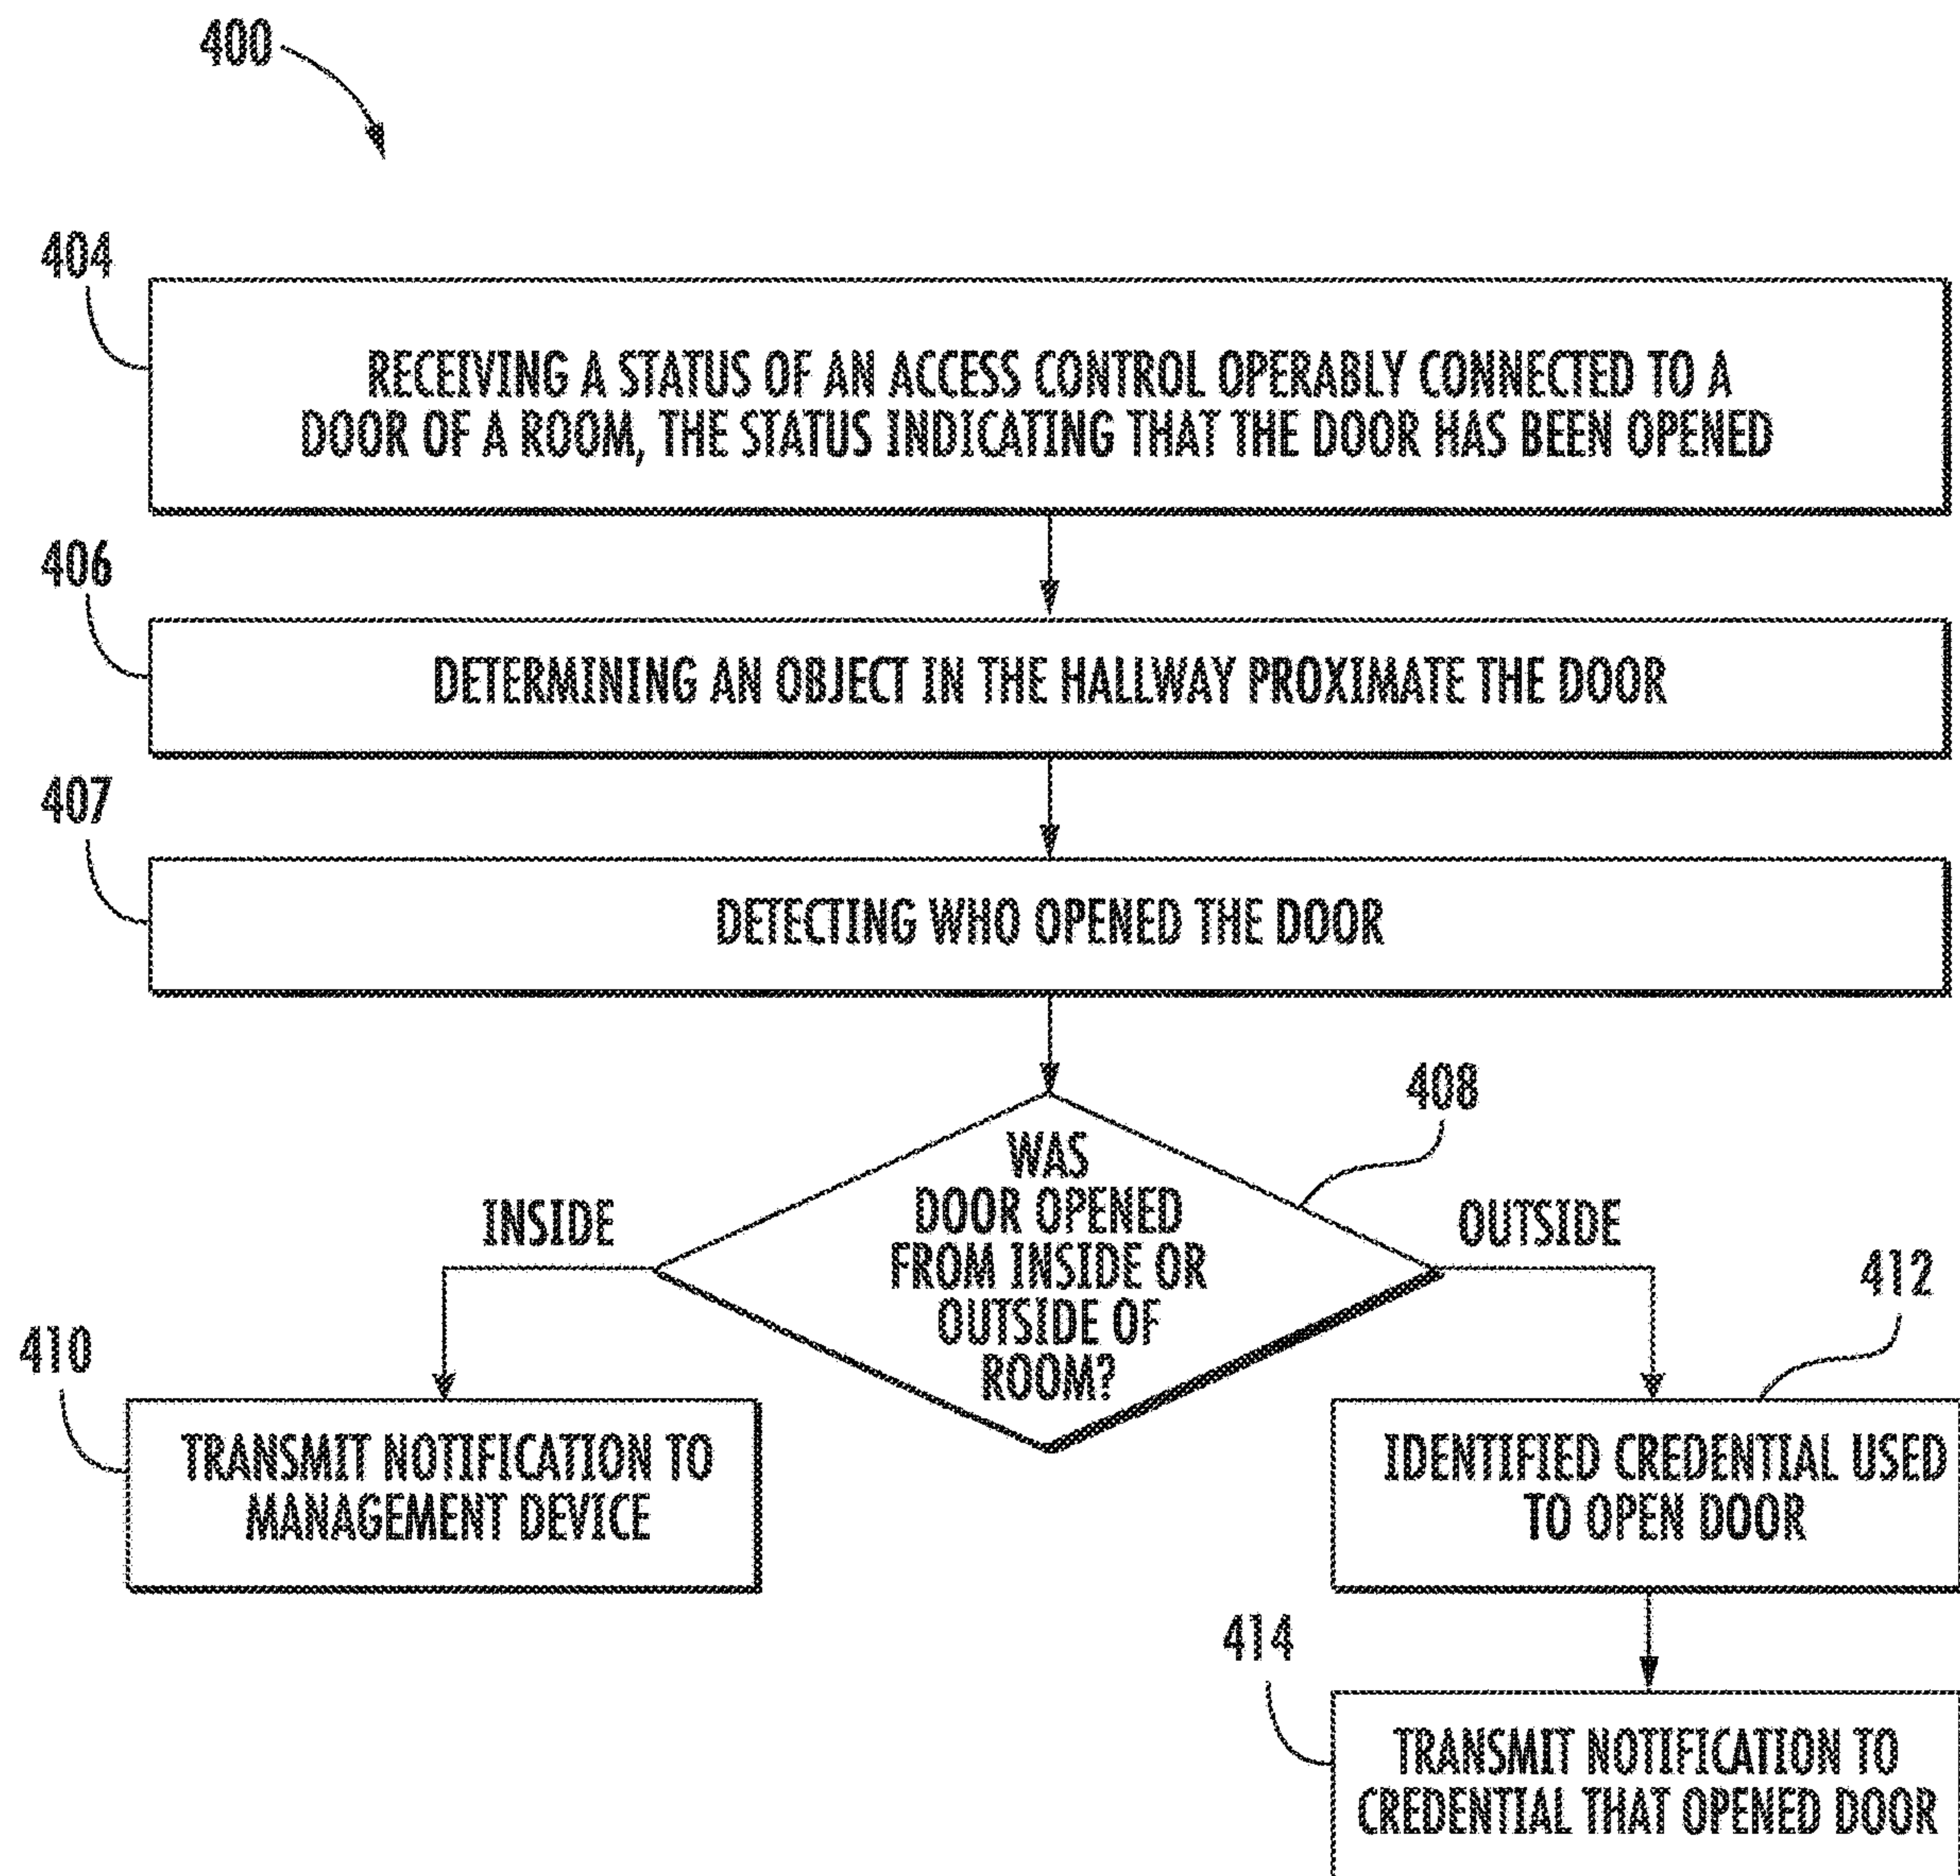 400
404
RECEIVING A STATUS OF AN ACCESS CONTROL OPERABLY CONNECTED TO A
DOOR OF A ROOM, THE STATUS INDICATING THAT THE DOOR HAS BEEN OPENED
406
DETERMINING AN OBJECT IN THE HALLWAY PROXIMATE THE DOOR
407
DETECTING WHO OPENED THE DOOR
408
WAS
DOOR OPENED
FROM INSIDE OR
OUTSIDE OF
ROOM?
INSIDE
OUTSIDE
410
TRANSMIT NOTIFICATION TO
MANAGEMENT DEVICE
412
IDENTIFIED CREDENTIAL USED
TO OPEN DOOR
414
TRANSMIT NOTIFICATION TO
CREDENTIAL THAT OPENED DOOR